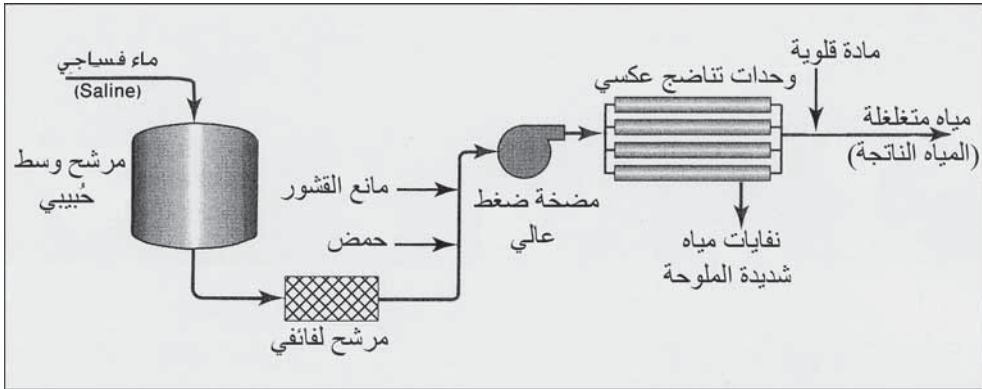 ماء فسياجي
(Saline)
مرشح وسط
حُبيبي
مرشح لفائفي
حمض
مانع القشور
مضخة ضغط
عالي
وحدات تناضج عكسي
نفايات مياه
شديدة الملوحة
مادة قلوية
مياه متغلغلة
(المياه الناتجة)